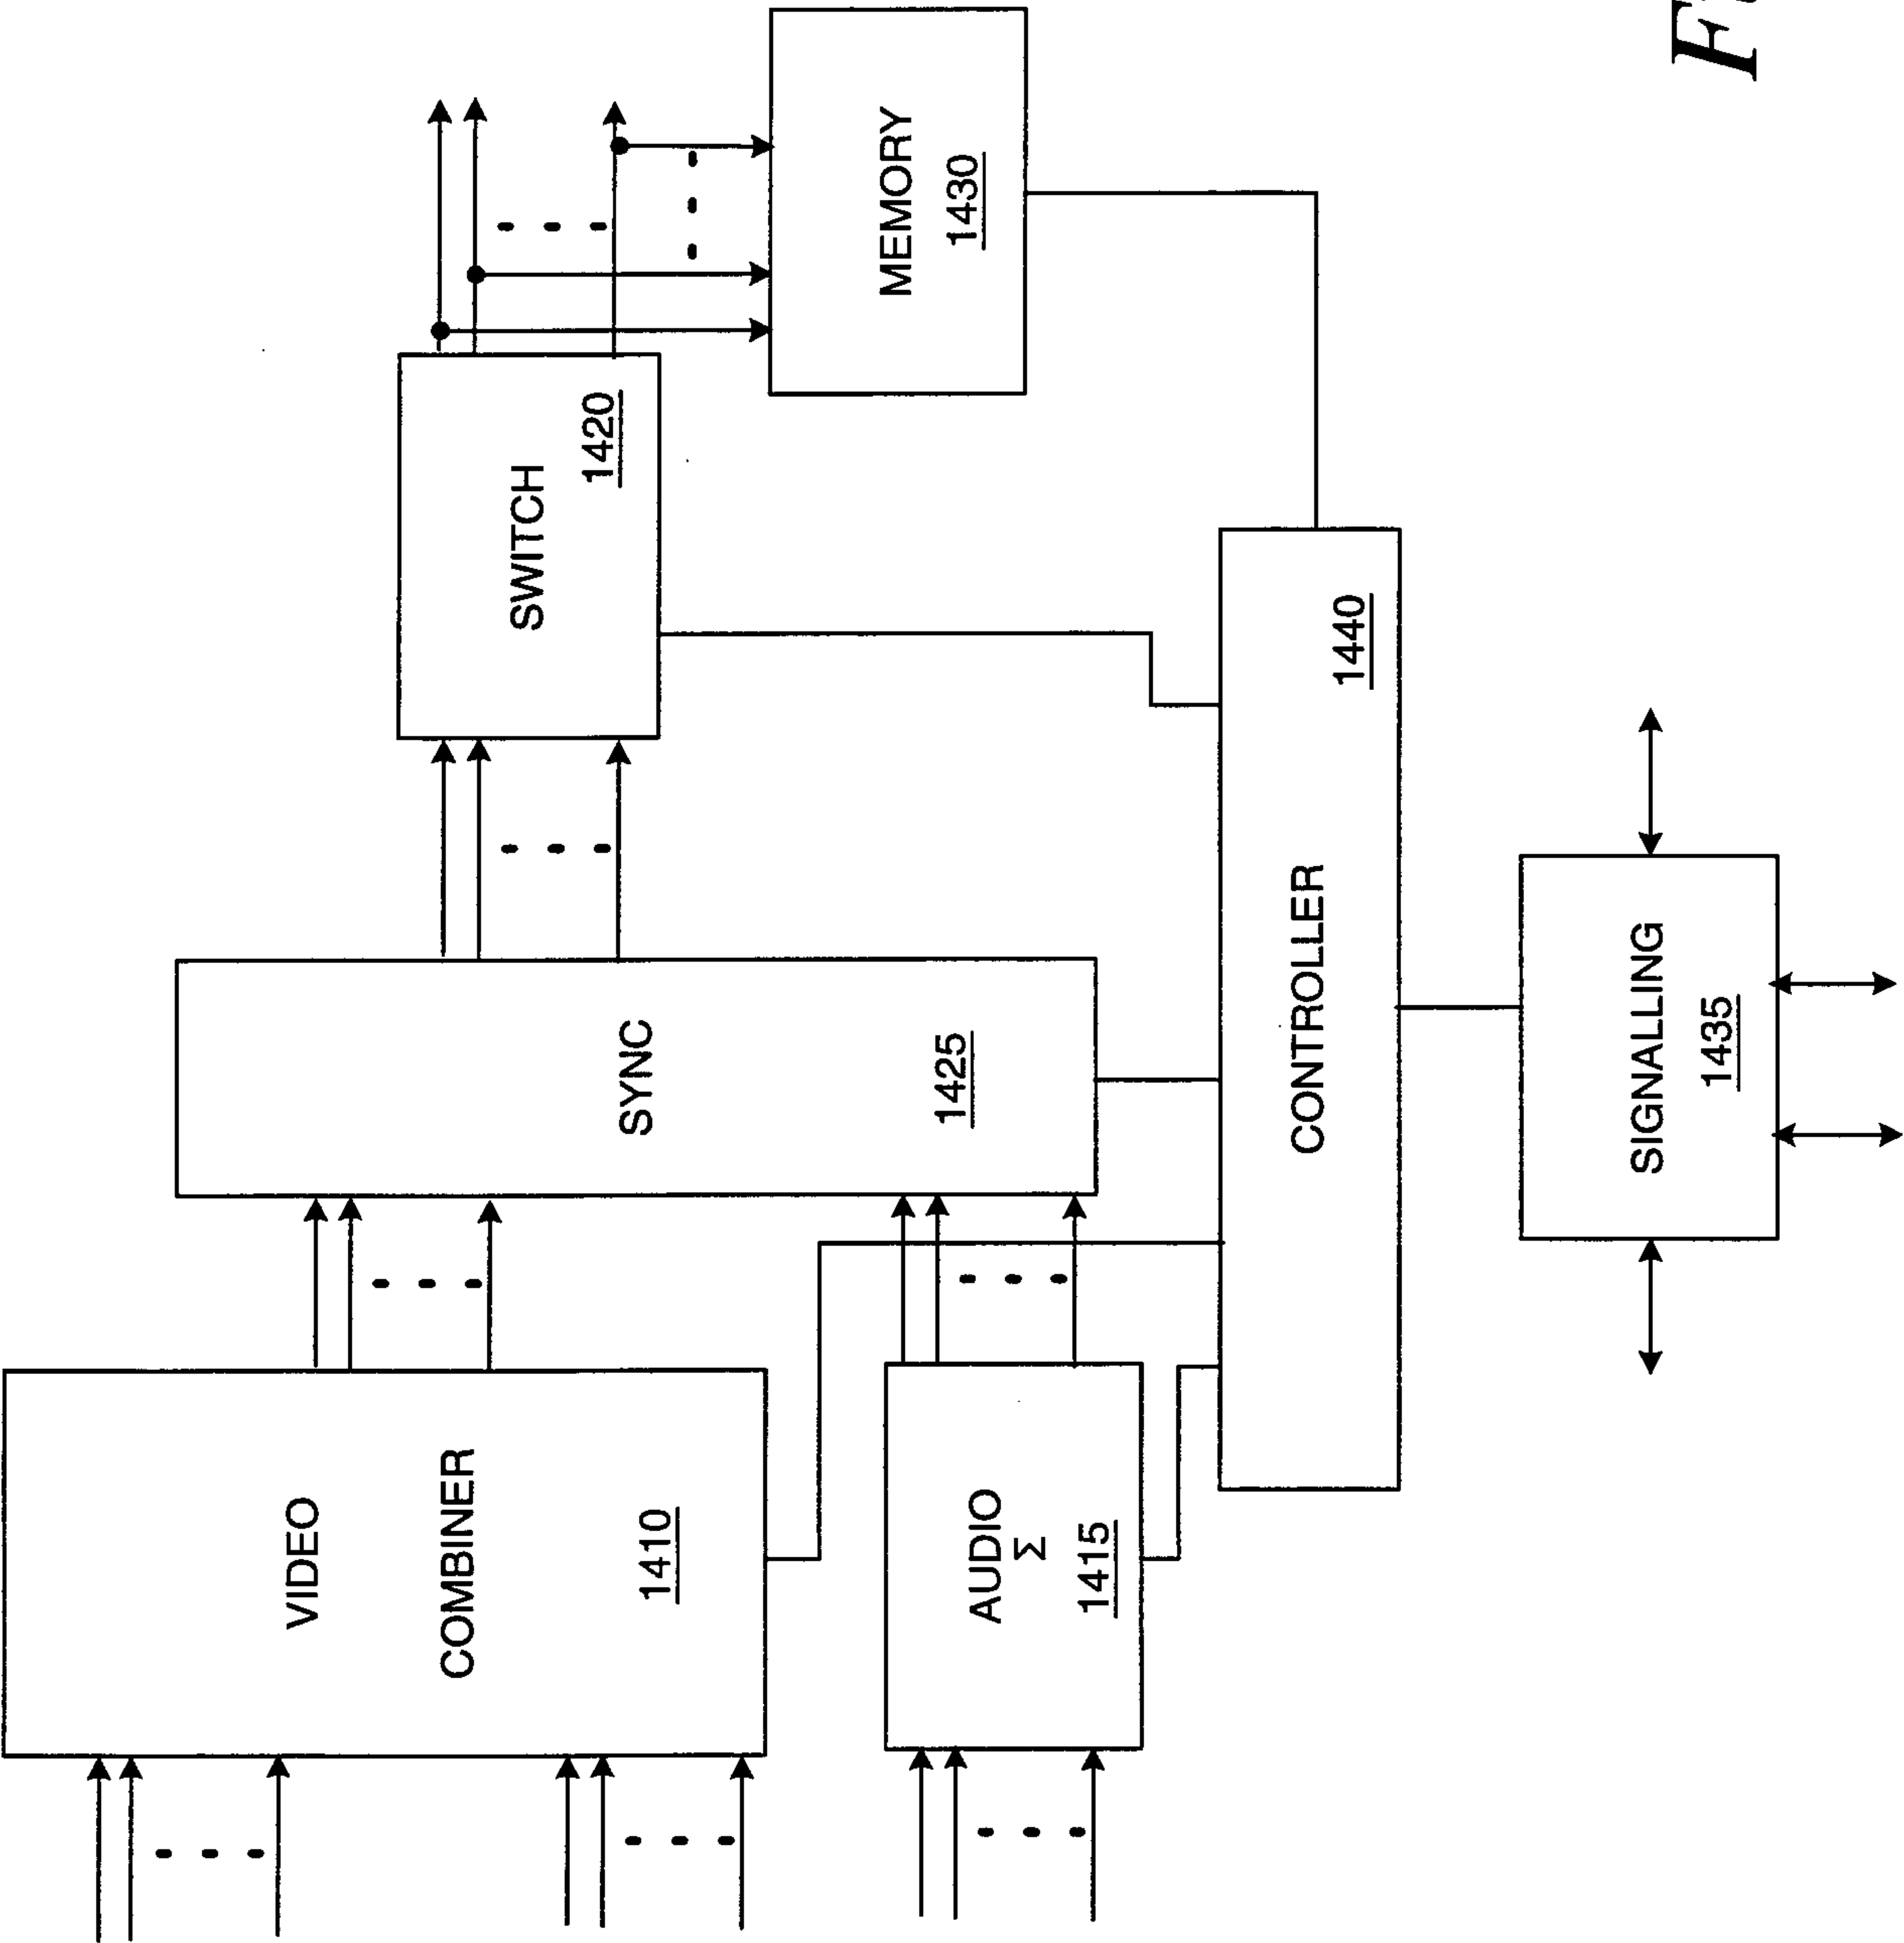 VIDEO
COMBINER
1410
AUDIO
Σ
1415
SYNC
1425
SWITCH
1420
MEMORY
1430
CONTROLLER
1440
SIGNALLING
1435